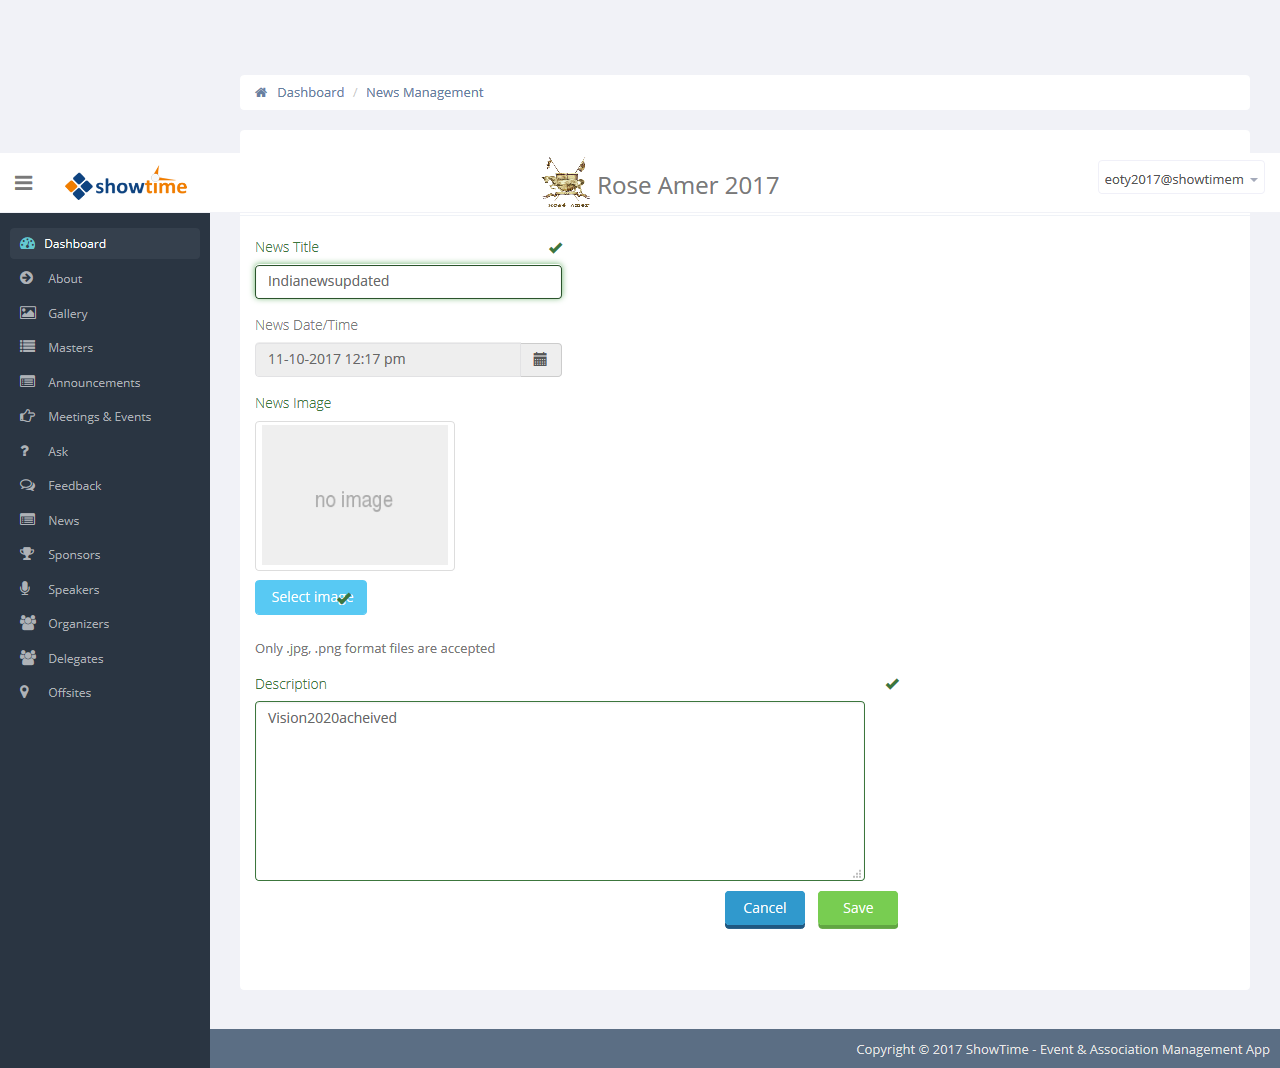 Dashboard / News Management
showtime
Rose Amer 2017
eoty2017@showtimem
Dashboard
About
Gallery
Masters
Announcements
Meetings & Events
Ask
Feedback
News
Sponsors
Speakers
Organizers
Delegates
Offsites
News Title
Indianewsupdated
News Date/Time
11-10-2017 12:17 pm
News Image
no image
Select image
Only .jpg, .png format files are accepted
Description
Vision2020acheived
Cancel
Save
Copyright © 2017 ShowTime - Event & Association Management App